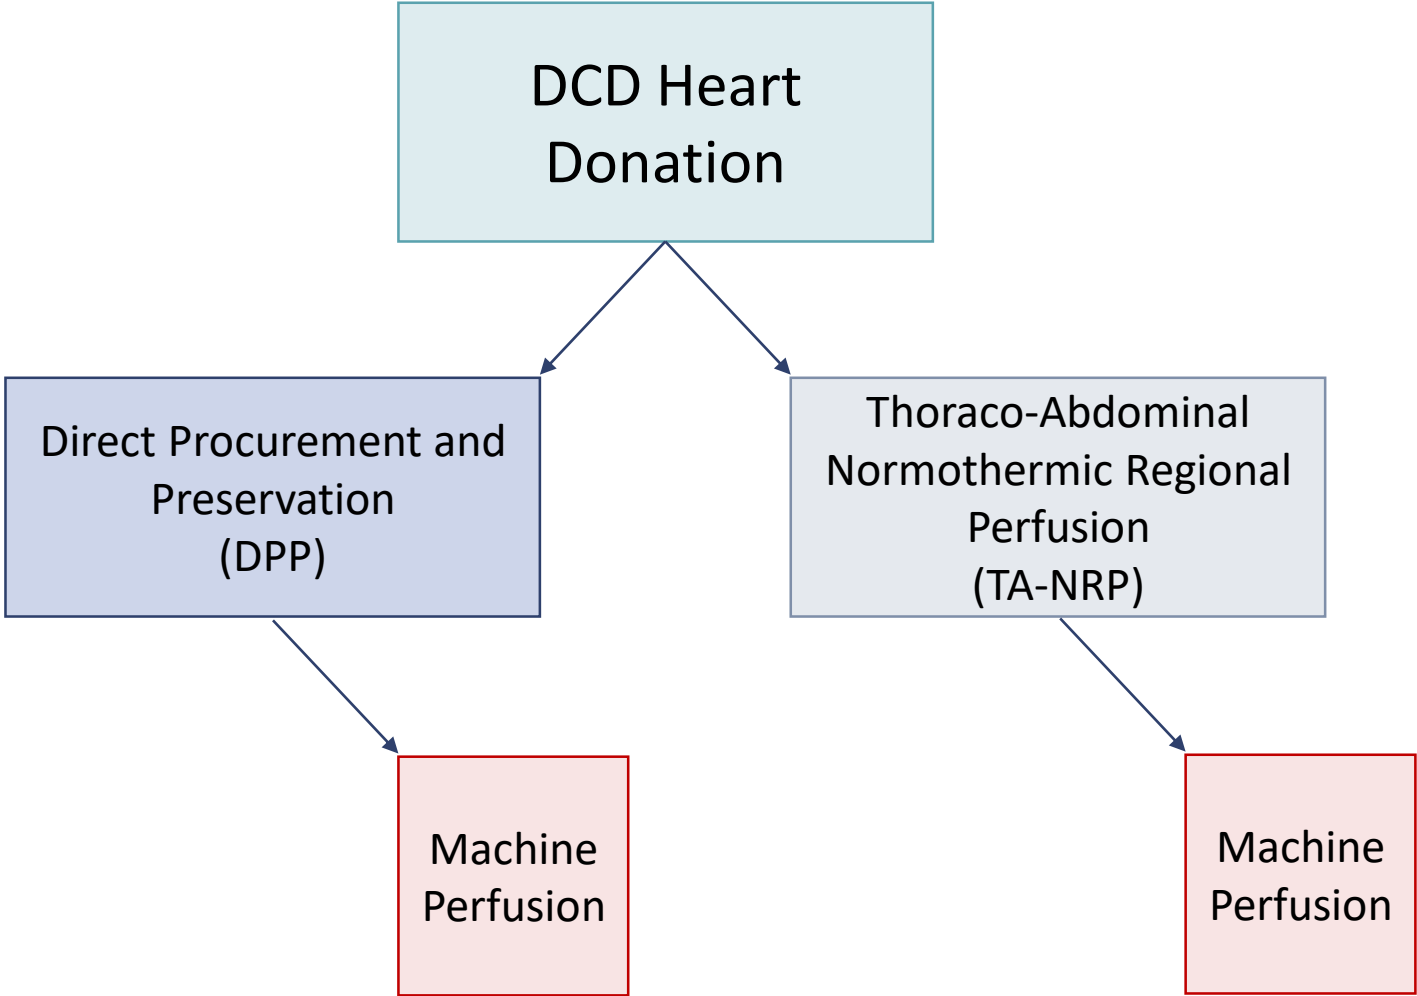 DCD Heart
Donation
Direct Procurement and
Preservation
(DPP)
Thoraco-Abdominal
Normothermic Regional
Perfusion
(TA-NRP)
Machine
Perfusion
Machine
Perfusion